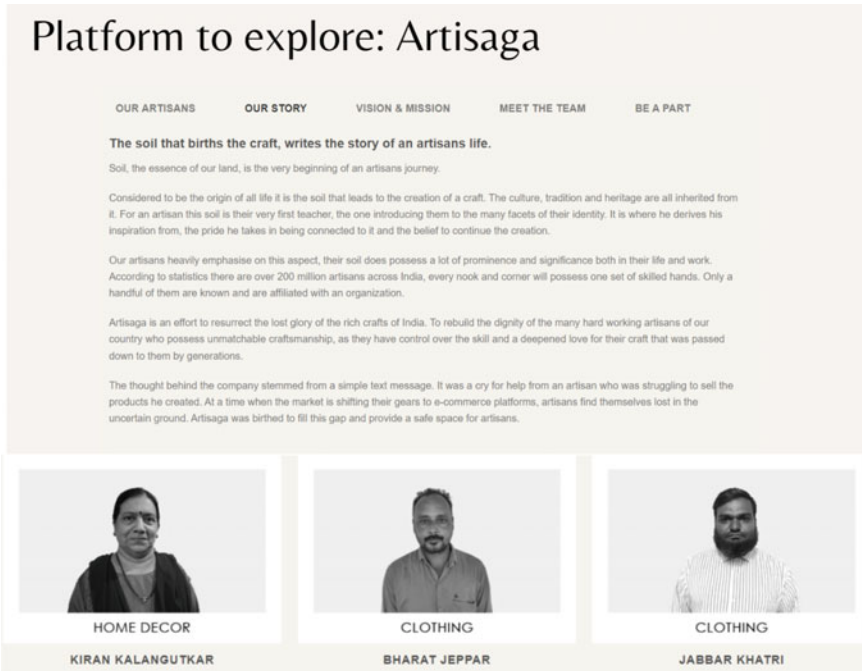 Platform to explore: Artisaga
OUR ARTISANS OUR STORY VISION & MISSION MEET THE TEAM BE A PART
The soil that births the craft, writes the story of an artisans life.
Soil, the essence of our land, is the very beginning of an artisans journey.
Considered to be the origin of all life it is the soil that leads to the creation of a craft. The culture, tradition and heritage are all inherited from
it. For an artisan this soil is their very first teacher, the one introducing them to the many facets of their identity. It is where he derives his
inspiration from, the pride he takes in being connected to it and the belief to continue the creation.
Our artisans heavily emphasise on this aspect, their soil does possess a lot of prominence and significance both in their life and work.
According to statistics there are over 200 million artisans across India, every nook and corner will possess one set of skilled hands. Only a
handful of them are known and are affiliated with an organization.
Artisaga is an effort to resurrect the lost glory of the rich crafts of India. To rebuild the dignity of the many hard working artisans of our
country who possess unmatchable craftsmanship, as they have control over the skill and a deepened love for their craft that was passed
down to them by generations.
The thought behind the company stemmed from a simple text message. It was a cry for help from an artisan who was struggling to sell the
products he created. At a time when the market is shifting their gears to e-commerce platforms, artisans find themselves lost in the
uncertain ground. Artisaga was birthed to fill this gap and provide a safe space for artisans.
HOME DECOR CLOTHING CLOTHING
KIRAN KALANGUTKAR BHARAT JEPPAR JABBAR KHATRI